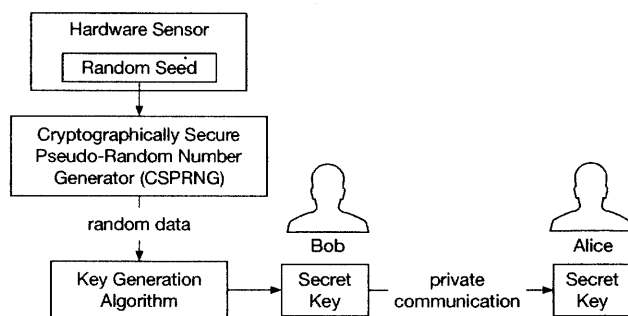 Hardware Sensor
Random Seed
Cryptographically Secure
Pseudo-Random Number
Generator (CSPRNG)
random data
Bob
Alice
Key Generation
Algorithm
Secret
Key
private
communication
Secret
Key